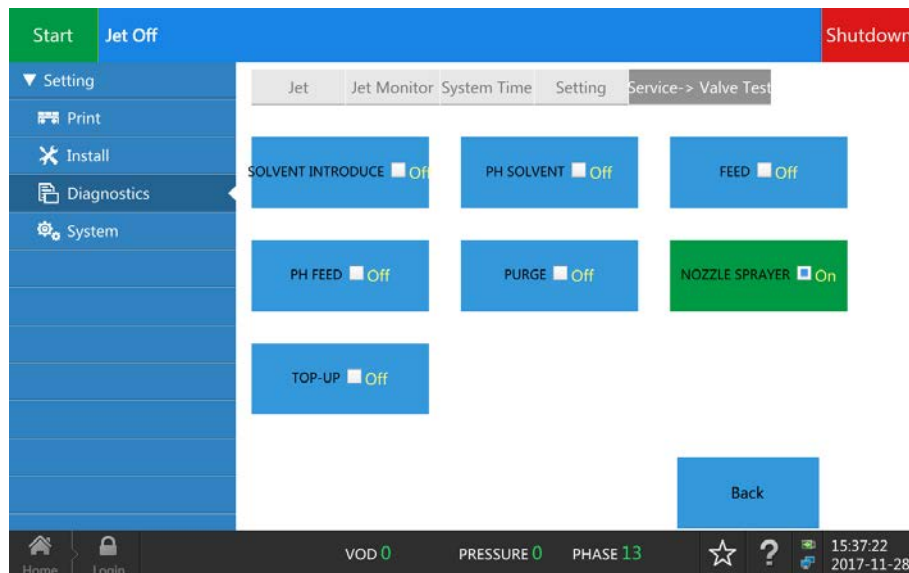 Start
Jet Off
Shutdown
Setting
Print
Install
Diagnostics
System
Jet
Jet Monitor
System Time
Setting
Service-> Valve Test
SOLVENT INTRODUCE Off
PH SOLVENT Off
FEED Off
PH FEED Off
PURGE Off
NOZZLE SPRAYER On
TOP-UP Off
Back
Home
Login
VOD 0
PRESSURE 0
PHASE 13
?
15:37:22
2017-11-28